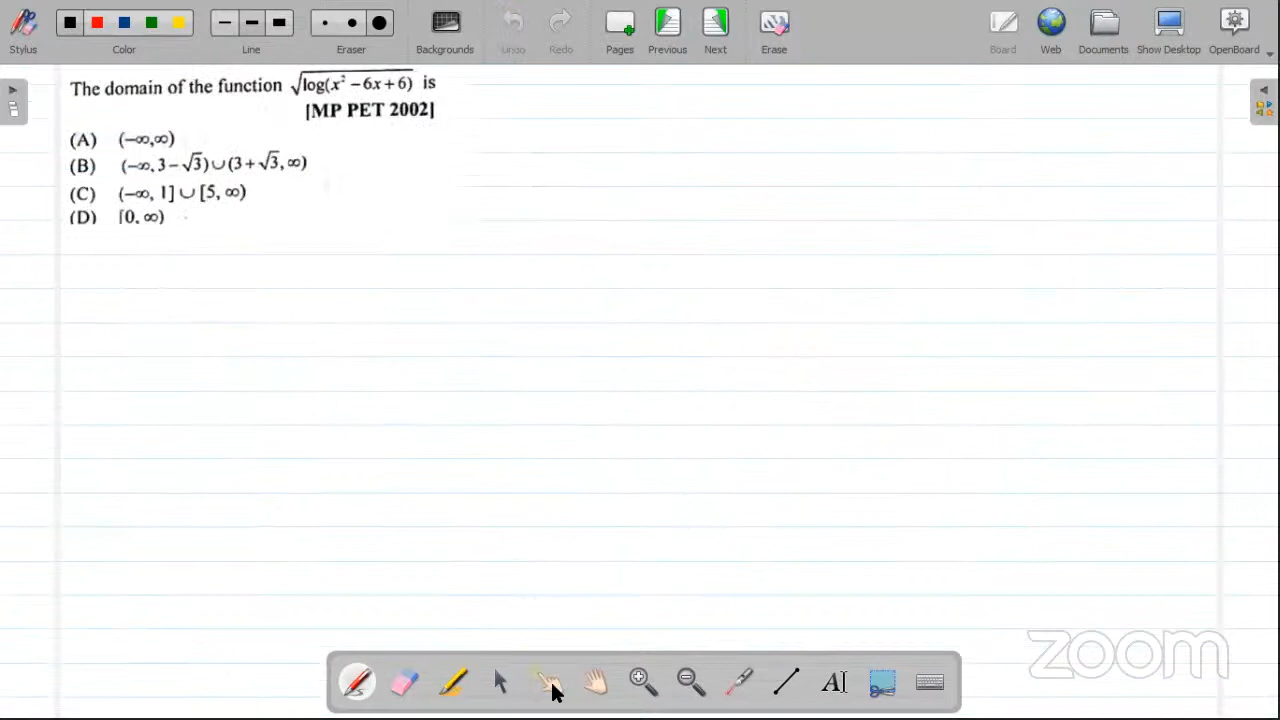 Stylus Color Line Eraser Backgrounds Undo Redo Pages Previous Next Erase Board Web Documents Show Desktop OpenBoard
The domain of the function √log(x² − 6x + 6) is
[MP PET 2002]
(A) (−∞,∞)
(B) (−∞, 3 − √3) ∪ (3 + √3, ∞)
(C) (−∞, 1] ∪ [5, ∞)
(D) [0, ∞)
AI
zoom